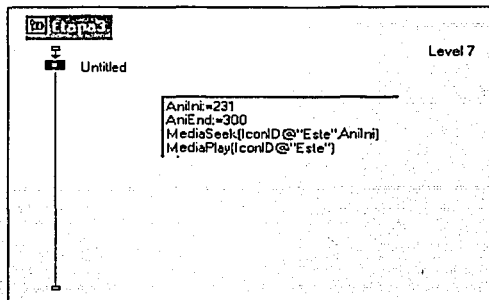 Etapa3
Level 7
Untitled
AniIni:=231
AniEnd:=300
MediaSeek(IconID@"Este",AniIni)
MediaPlay(IconID@"Este")